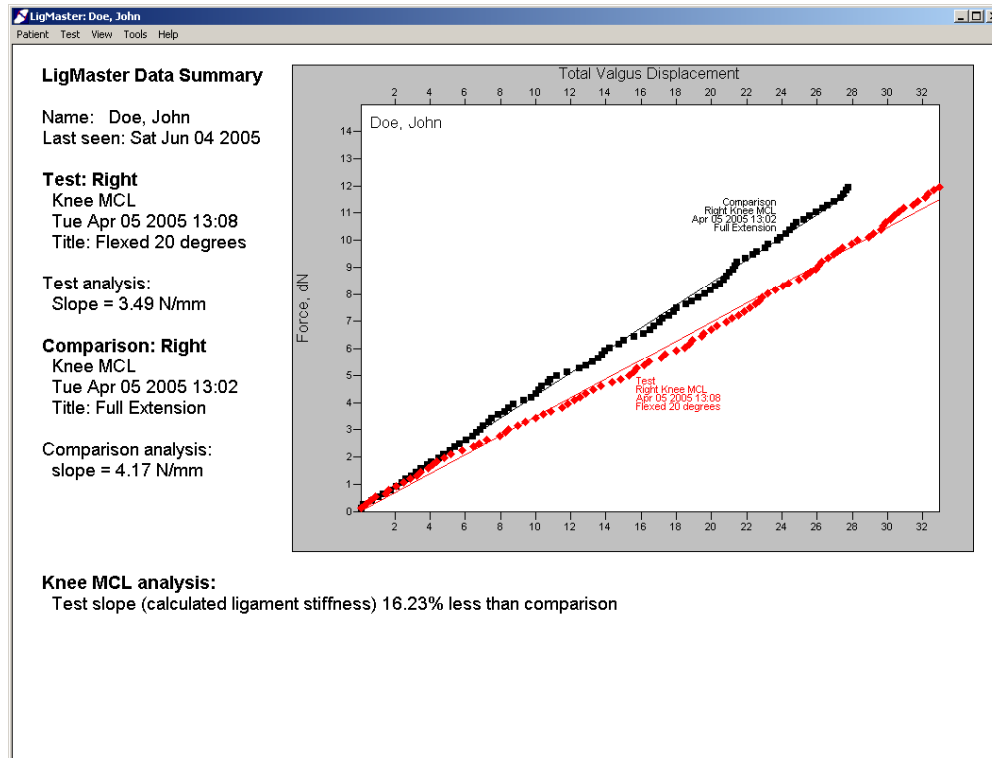 LigMaster: Doe, John
Patient Test View Tools Help
LigMaster Data Summary
Name: Doe, John
Last seen: Sat Jun 04 2005
Test: Right
Knee MCL
Tue Apr 05 2005 13:08
Title: Flexed 20 degrees
Test analysis:
Slope = 3.49 N/mm
Comparison: Right
Knee MCL
Tue Apr 05 2005 13:02
Title: Full Extension
Comparison analysis:
slope = 4.17 N/mm
Total Valgus Displacement
2 4 6 8 10 12 14 16 18 20 22 24 26 28 30 32
Doe, John
Force, dN
14
13
12
11
10
9
8
7
6
5
4
3
2
1
0
Comparison
Right Knee MCL
Apr 05 2005 13:02
Full Extension
Test
Right Knee MCL
Apr 05 2005 13:08
Flexed 20 degrees
2 4 6 8 10 12 14 16 18 20 22 24 26 28 30 32
Knee MCL analysis:
Test slope (calculated ligament stiffness) 16.23% less than comparison